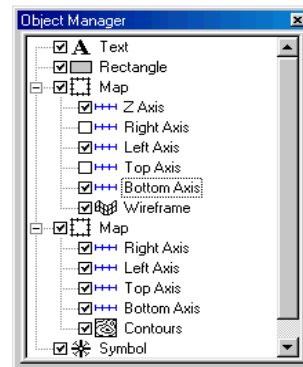 Object Manager
Text
Rectangle
Map
Z Axis
Right Axis
Left Axis
Top Axis
Bottom Axis
Wireframe
Map
Right Axis
Left Axis
Top Axis
Bottom Axis
Contours
Symbol